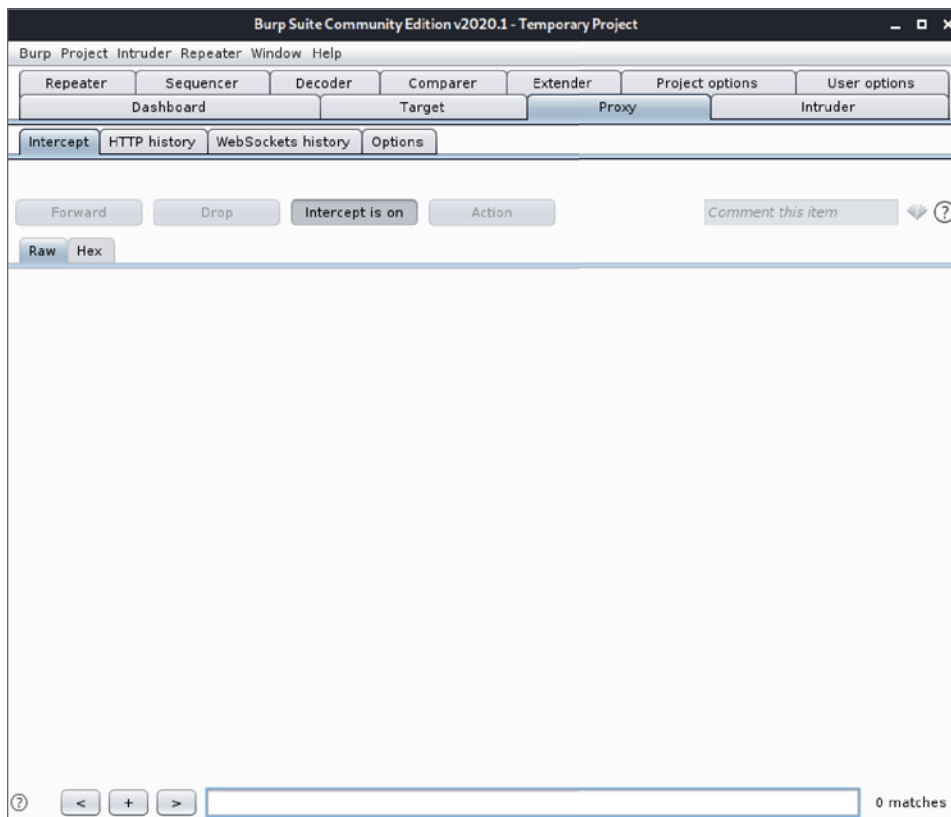 Burp Suite Community Edition v2020.1 - Temporary Project
Burp Project Intruder Repeater Window Help
Repeater Sequencer Decoder Comparer Extender Project options User options
Dashboard Target Proxy Intruder
Intercept HTTP history WebSockets history Options
Forward Drop Intercept is on Action Comment this item ?
Raw Hex
? < + > 0 matches